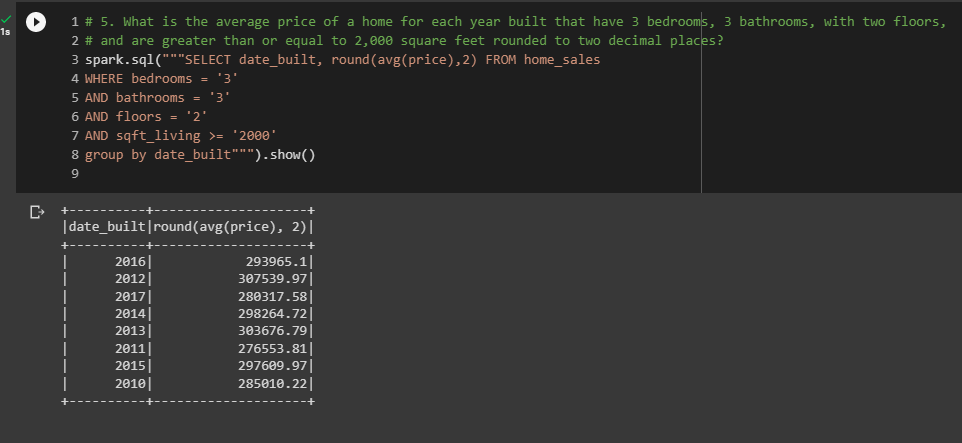 1s
1 # 5. What is the average price of a home for each year built that have 3 bedrooms, 3 bathrooms, with two floors,
2 # and are greater than or equal to 2,000 square feet rounded to two decimal places?
3 spark.sql("""SELECT date_built, round(avg(price),2) FROM home_sales
4 WHERE bedrooms = '3'
5 AND bathrooms = '3'
6 AND floors = '2'
7 AND sqft_living >= '2000'
8 group by date_built""").show()
9
+----------+--------------------+
|date_built|round(avg(price), 2)|
+----------+--------------------+
|      2016|            293965.1|
|      2012|           307539.97|
|      2017|           280317.58|
|      2014|           298264.72|
|      2013|           303676.79|
|      2011|           276553.81|
|      2015|           297609.97|
|      2010|           285010.22|
+----------+--------------------+